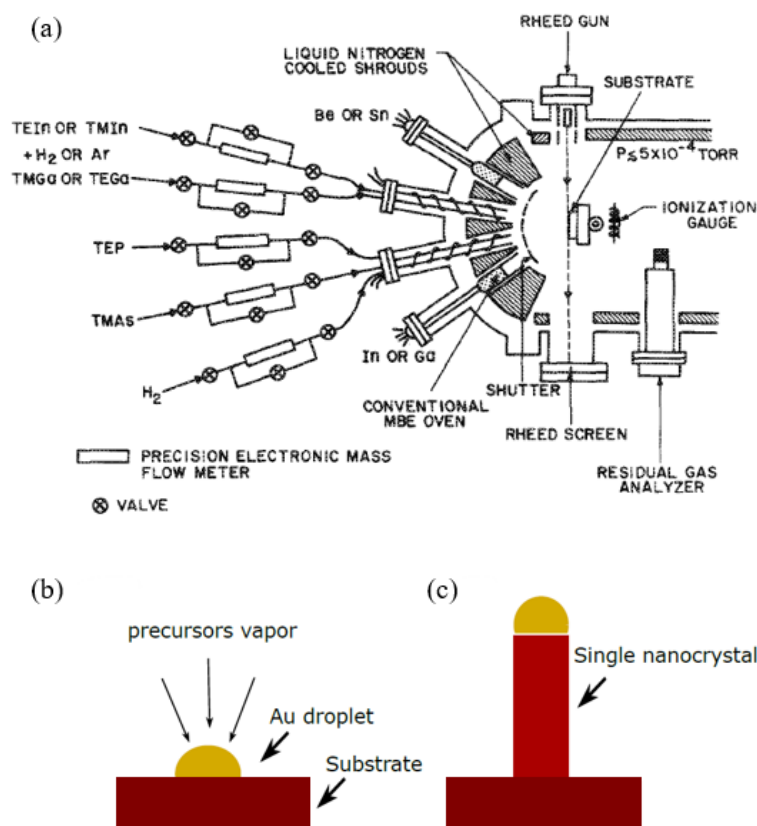 (a)
RHEED GUN
LIQUID NITROGEN
COOLED SHROUDS
SUBSTRATE
Be OR Sn
TEIn OR TMIn
+ H2 OR Ar
TMGa OR TEGa
P≤5x10-4 TORR
IONIZATION
GAUGE
TEP
TMAs
H2
In OR Ga
CONVENTIONAL
MBE OVEN
SHUTTER
RHEED SCREEN
RESIDUAL GAS
ANALYZER
PRECISION ELECTRONIC MASS
FLOW METER
VALVE
(b)
precursors vapor
Au droplet
Substrate
(c)
Single nanocrystal